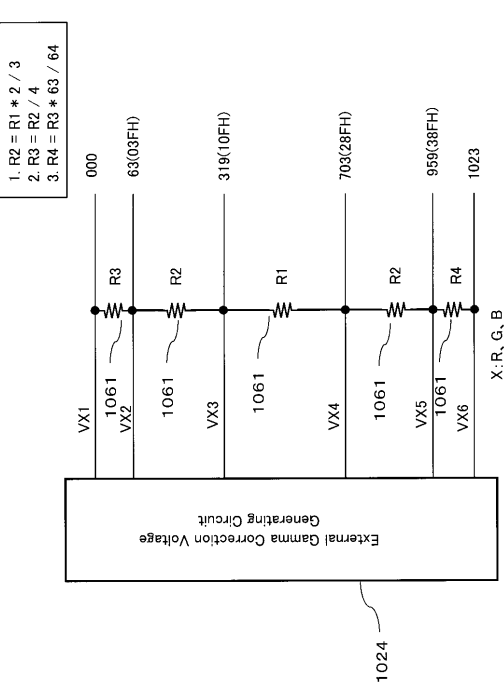 1. R2 = R1 * 2 / 3
2. R3 = R2 / 4
3. R4 = R3 * 63 / 64
000
63(03FH)
319(10FH)
703(28FH)
959(38FH)
1023
R3
R2
R1
R2
R4
1061
1061
1061
1061
1061
VX1
VX2
VX3
VX4
VX5
VX6
X:R、G、B
External Gamma Correction Voltage
Generating Circuit
1024